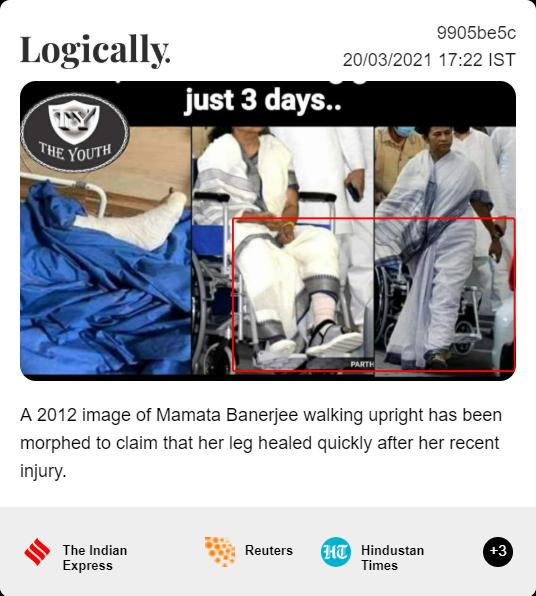 Logically.
9905be5c
20/03/2021 17:22 IST
just 3 days..
TY
THE YOUTH
PARTH
A 2012 image of Mamata Banerjee walking upright has been
morphed to claim that her leg healed quickly after her recent
injury.
The Indian
Express
Reuters
HT
Hindustan
Times
+3